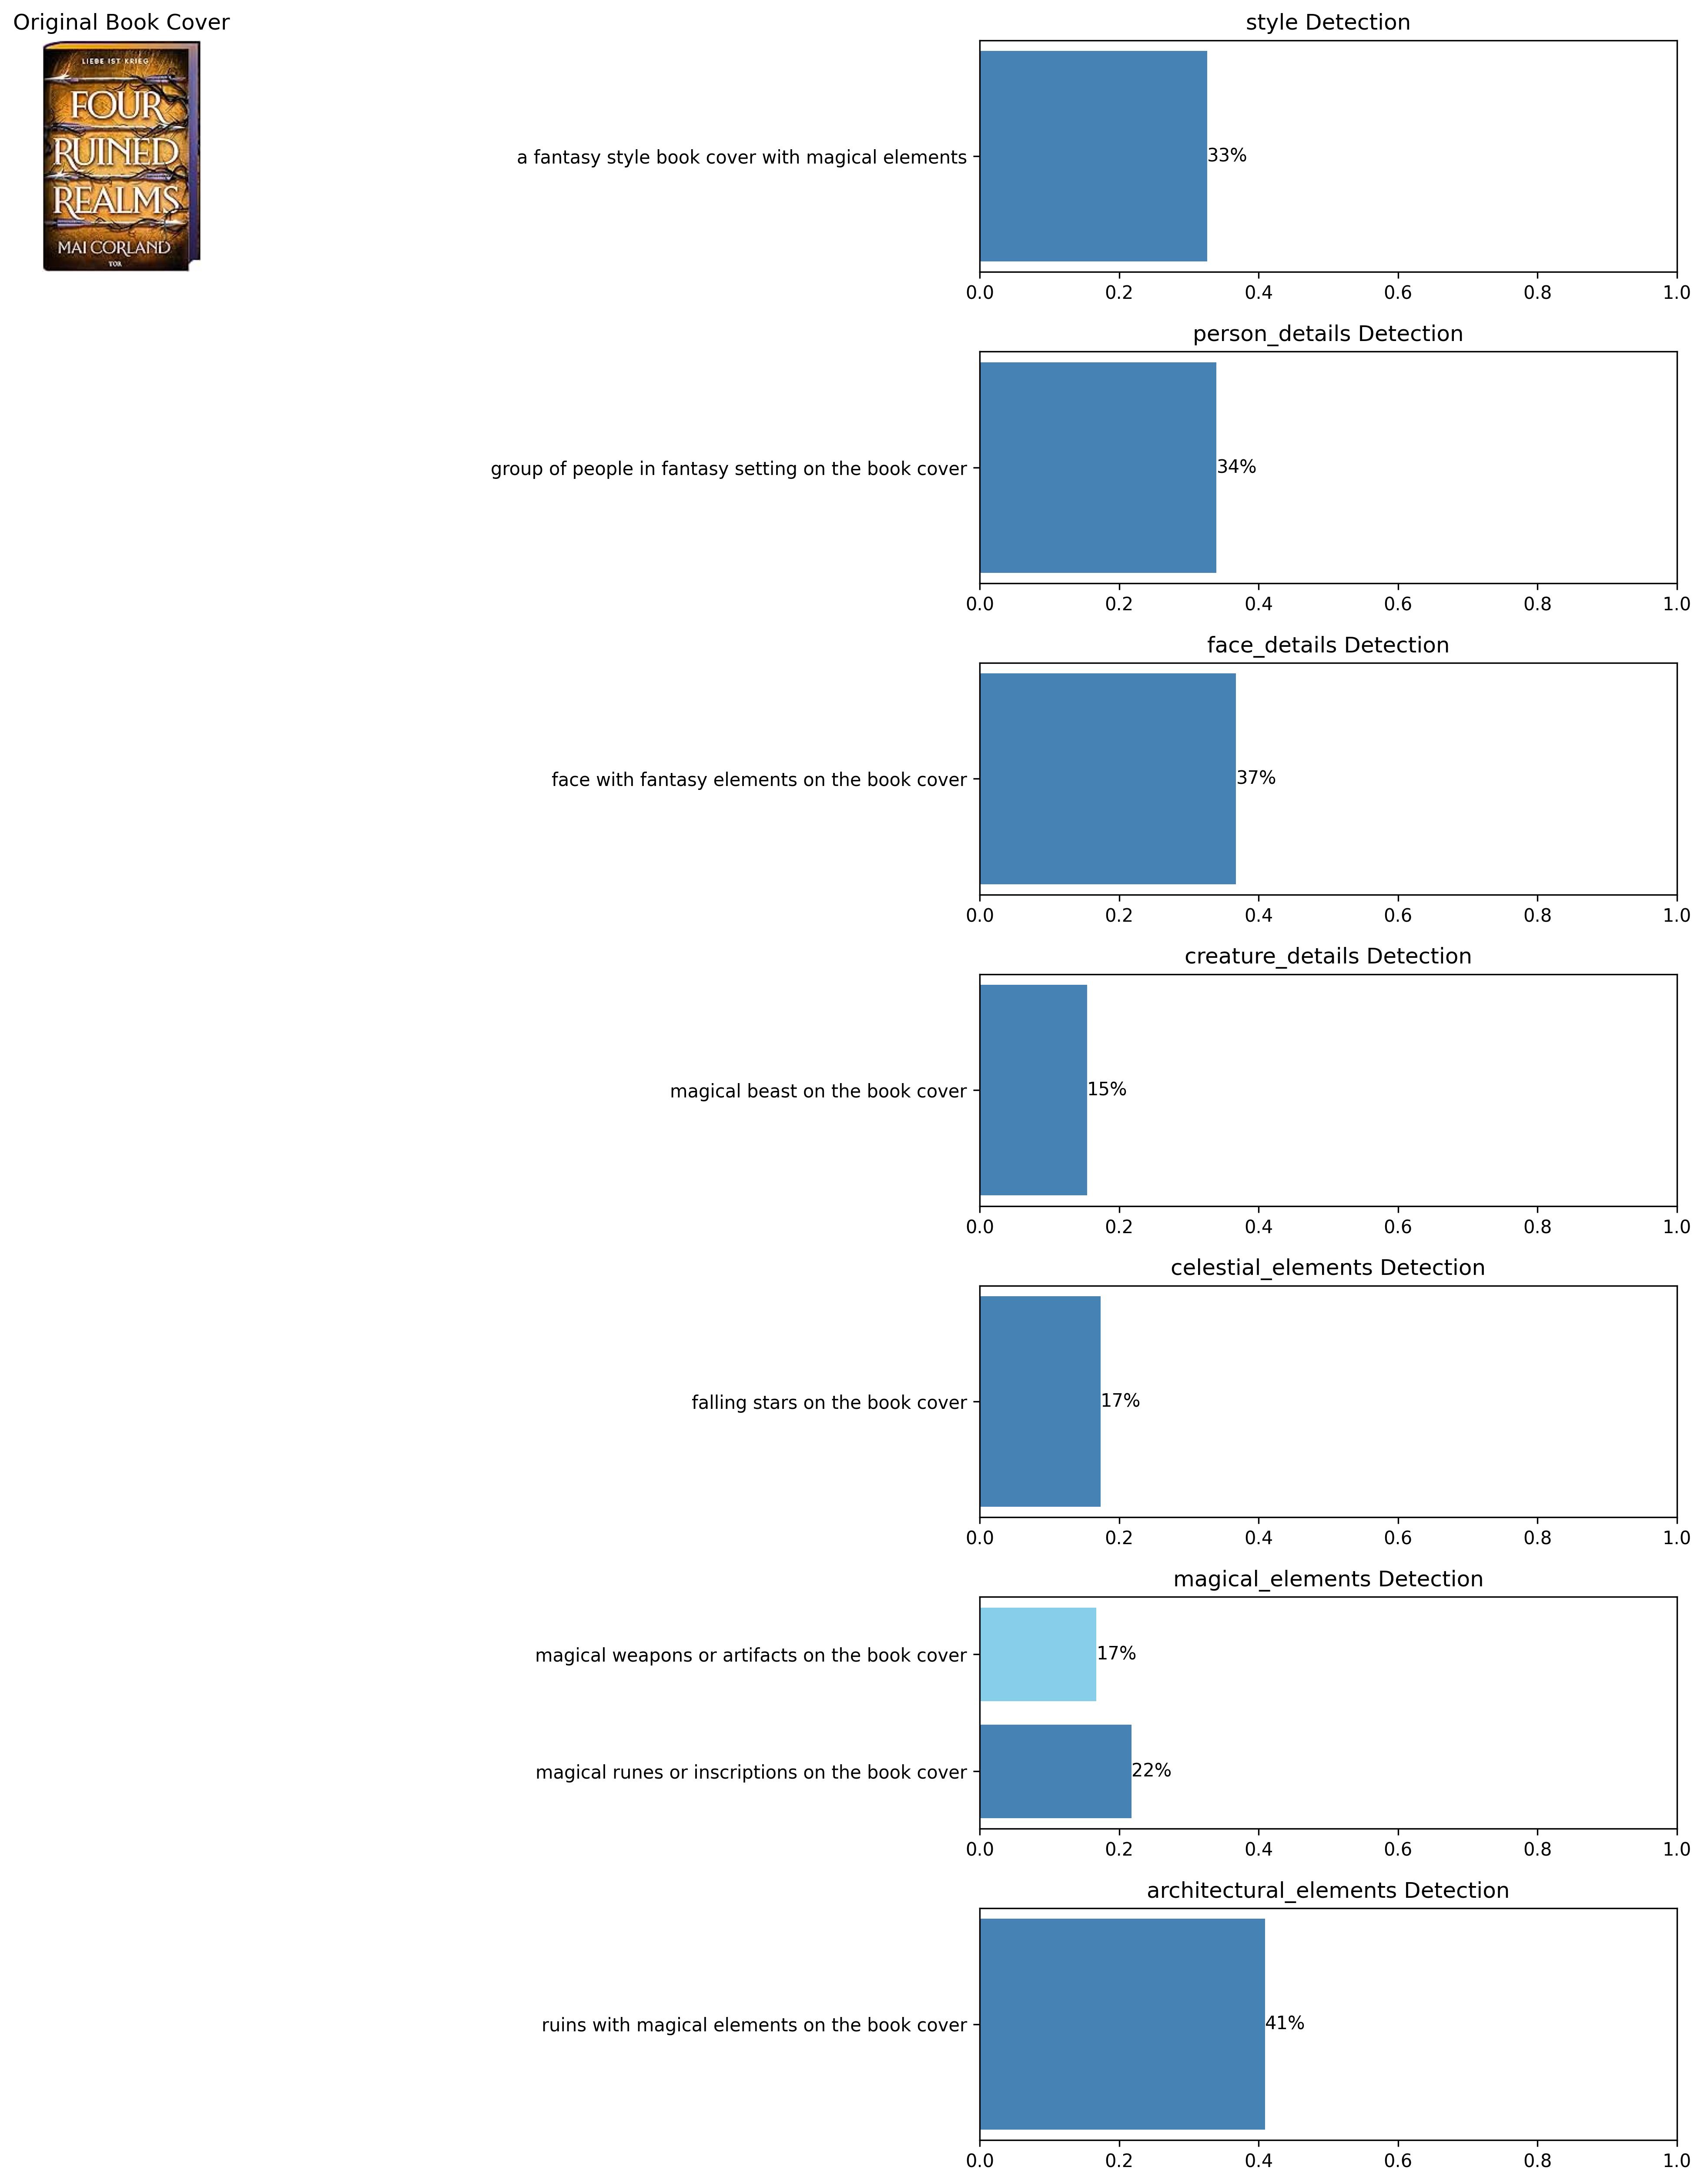 Original Book Cover
LIEBE IST KRIEG
FOUR
RUINED
REALMS
MAI CORLAND
TOR
style Detection
a fantasy style book cover with magical elements
33%
0.0 0.2 0.4 0.6 0.8 1.0
person_details Detection
group of people in fantasy setting on the book cover
34%
0.0 0.2 0.4 0.6 0.8 1.0
face_details Detection
face with fantasy elements on the book cover
37%
0.0 0.2 0.4 0.6 0.8 1.0
creature_details Detection
magical beast on the book cover
15%
0.0 0.2 0.4 0.6 0.8 1.0
celestial_elements Detection
falling stars on the book cover
17%
0.0 0.2 0.4 0.6 0.8 1.0
magical_elements Detection
magical weapons or artifacts on the book cover
17%
magical runes or inscriptions on the book cover
22%
0.0 0.2 0.4 0.6 0.8 1.0
architectural_elements Detection
ruins with magical elements on the book cover
41%
0.0 0.2 0.4 0.6 0.8 1.0